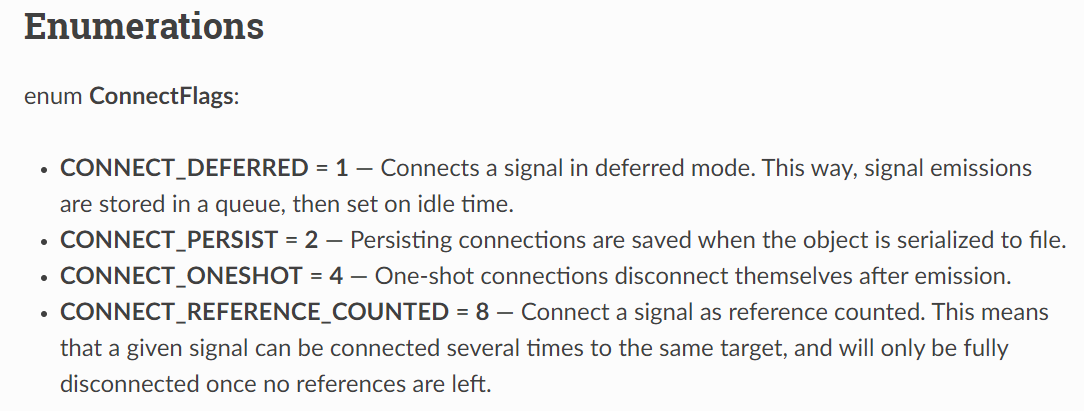 Enumerations
enum ConnectFlags:
• CONNECT_DEFERRED = 1 — Connects a signal in deferred mode. This way, signal emissions
are stored in a queue, then set on idle time.
• CONNECT_PERSIST = 2 — Persisting connections are saved when the object is serialized to file.
• CONNECT_ONESHOT = 4 — One-shot connections disconnect themselves after emission.
• CONNECT_REFERENCE_COUNTED = 8 — Connect a signal as reference counted. This means
that a given signal can be connected several times to the same target, and will only be fully
disconnected once no references are left.